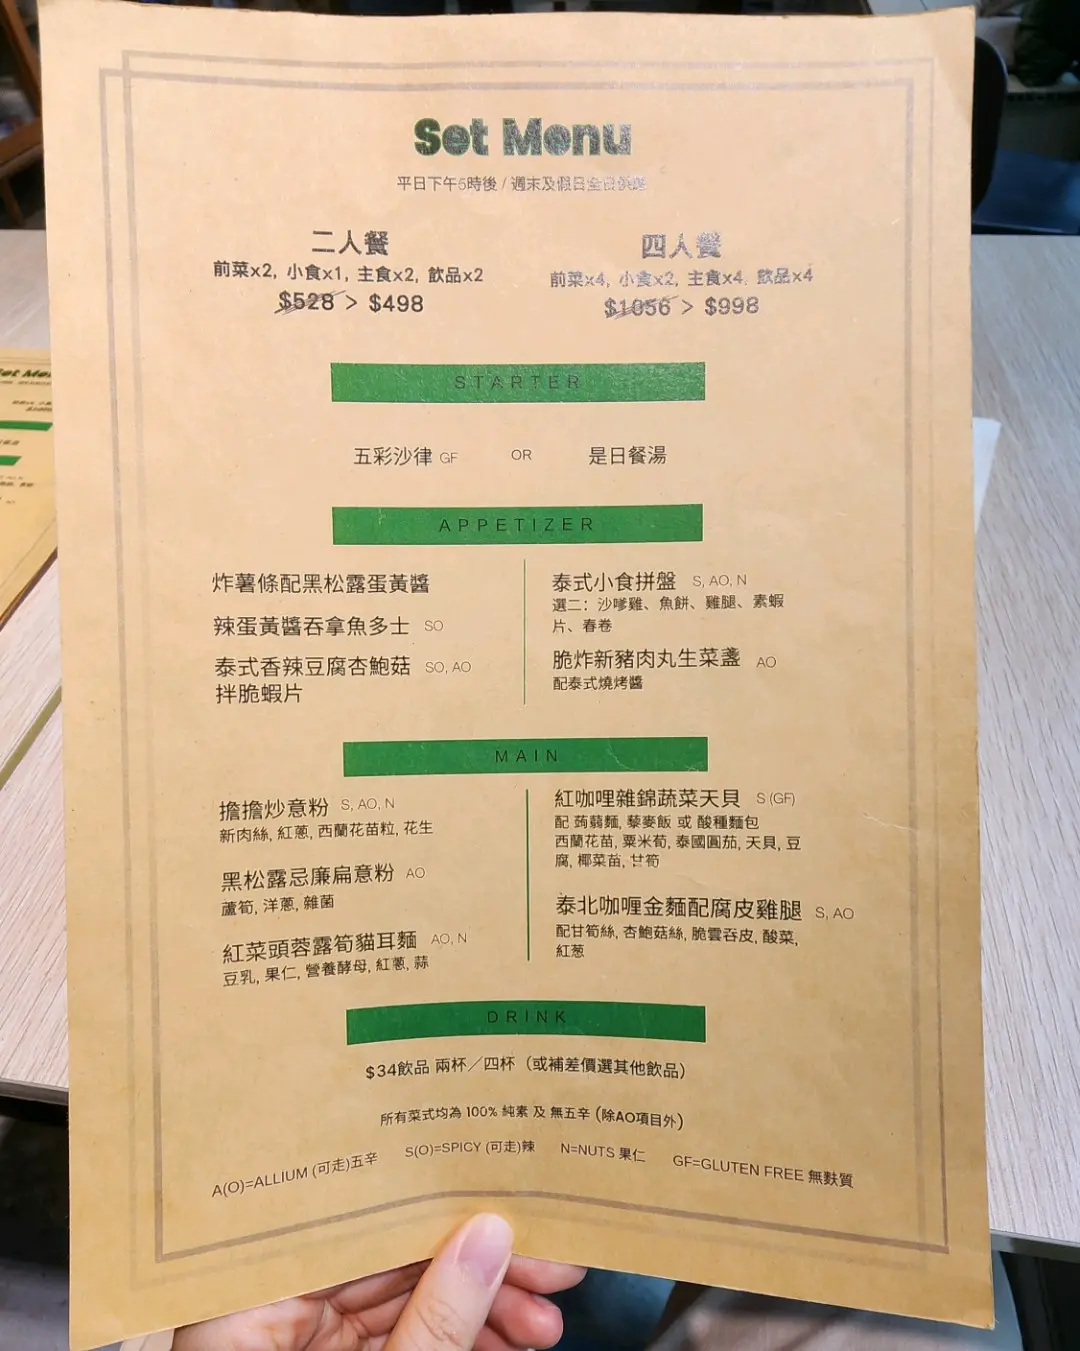 Set Menu
平日下午5時後 / 週末及假日全日供應
二人餐
前菜x2, 小食x1, 主食x2, 飲品x2
$528 > $498
四人餐
前菜x4, 小食x2, 主食x4, 飲品x4
$1056 > $998
STARTER
五彩沙律 GF OR 是日餐湯
APPETIZER
炸薯條配黑松露蛋黃醬
辣蛋黃醬吞拿魚多士 SO
泰式香辣豆腐杏鮑菇 SO, AO
拌脆蝦片
泰式小食拼盤 S, AO, N
選二：沙嗲雞、魚餅、雞腿、素蝦
片、春卷
脆炸新豬肉丸生菜盞 AO
配泰式燒烤醬
MAIN
擔擔炒意粉 S, AO, N
新肉絲, 紅蔥, 西蘭花苗粒, 花生
黑松露忌廉扁意粉 AO
蘆筍, 洋蔥, 雜菌
紅菜頭蓉露筍貓耳麵 AO, N
豆乳, 果仁, 營養酵母, 紅蔥, 蒜
紅咖哩雜錦蔬菜天貝 S (GF)
配 蒟蒻麵, 藜麥飯 或 酸種麵包
西蘭花苗, 粟米筍, 泰國圓茄, 天貝, 豆
腐, 椰菜苗, 甘筍
泰北咖喱金麵配腐皮雞腿 S, AO
配甘筍絲, 杏鮑菇絲, 脆雲吞皮, 酸菜,
紅葱
DRINK
$34飲品 兩杯／四杯（或補差價選其他飲品）
所有菜式均為 100% 純素 及 無五辛 (除AO項目外)
A(O)=ALLIUM (可走)五辛 S(O)=SPICY (可走)辣 N=NUTS 果仁 GF=GLUTEN FREE 無麩質